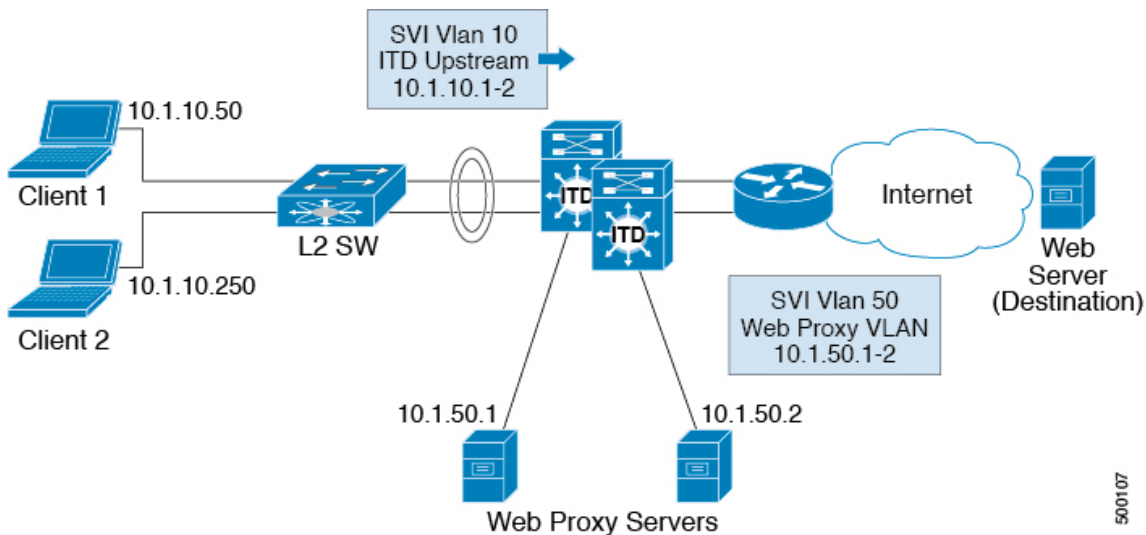 SVI Vlan 10
ITD Upstream
10.1.10.1-2
10.1.10.50
Client 1
L2 SW
10.1.10.250
Client 2
ITD
ITD
Internet
Web
Server
(Destination)
SVI Vlan 50
Web Proxy VLAN
10.1.50.1-2
10.1.50.1
10.1.50.2
Web Proxy Servers
500107